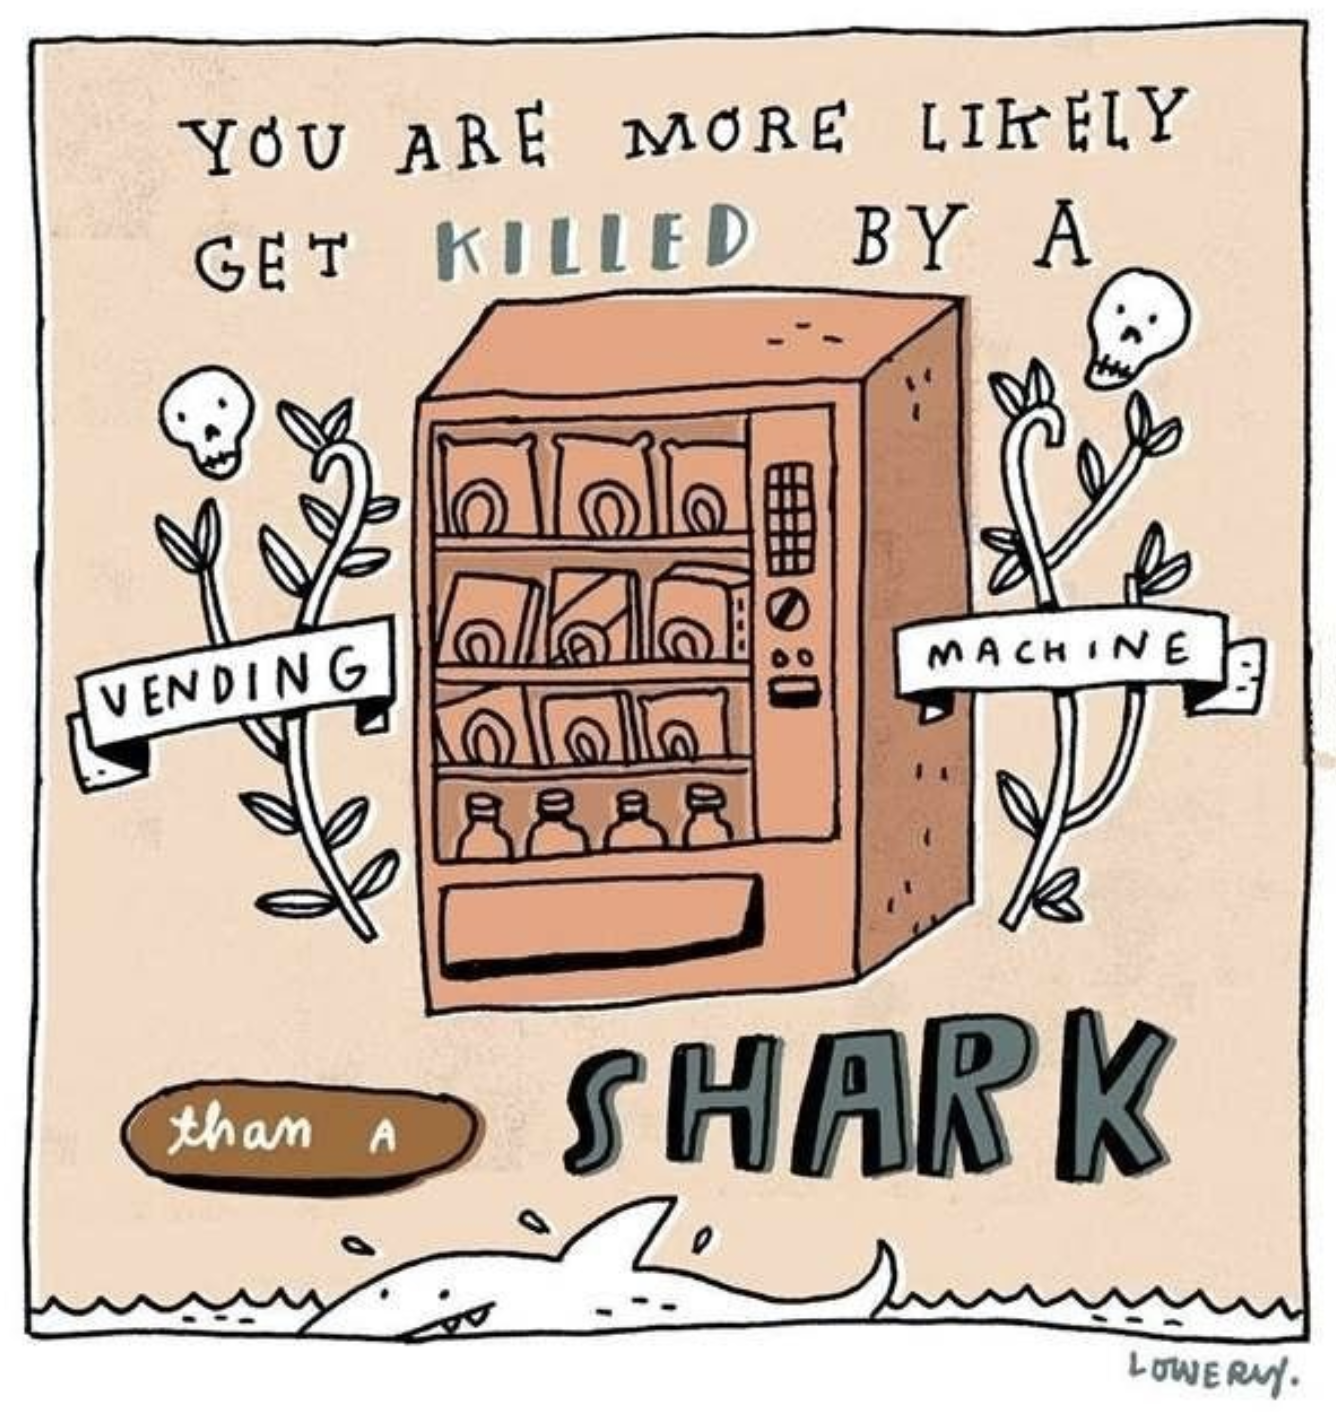 YOU ARE MORE LIKELY
GET KILLED BY A
VENDING MACHINE
than A SHARK
LOWERY.